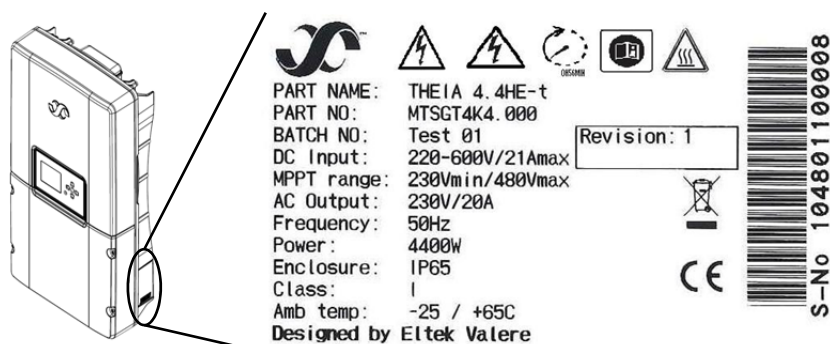 PART NAME: THEIA 4.4HE-t
PART NO: MTSGT4K4.000
BATCH NO: Test 01
Revision: 1
DC Input: 220-600V/21Amax
MPPT range: 230Vmin/480Vmax
AC Output: 230V/20A
Frequency: 50Hz
Power: 4400W
Enclosure: IP65
Class: I
Amb temp: -25 / +65C
Designed by Eltek Valere
CE
S-No 104801100008